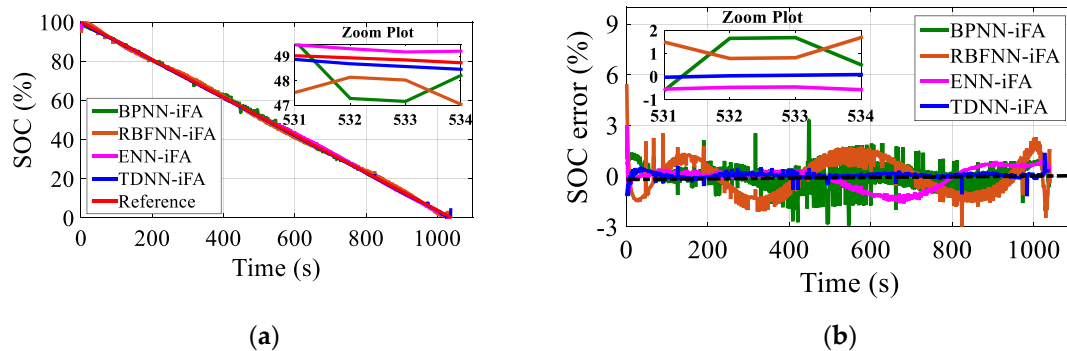 Zoom Plot
SOC (%)
100
80
60
40
20
0
49
48
47
531 532 533 534
BPNN-iFA
RBFNN-iFA
ENN-iFA
TDNN-iFA
Reference
0 200 400 600 800 1000
Time (s)
(a)
SOC error (%)
9
6
3
0
-3
Zoom Plot
2
1
0
-1
531 532 533 534
BPNN-iFA
RBFNN-iFA
ENN-iFA
TDNN-iFA
0 200 400 600 800 1000
Time (s)
(b)